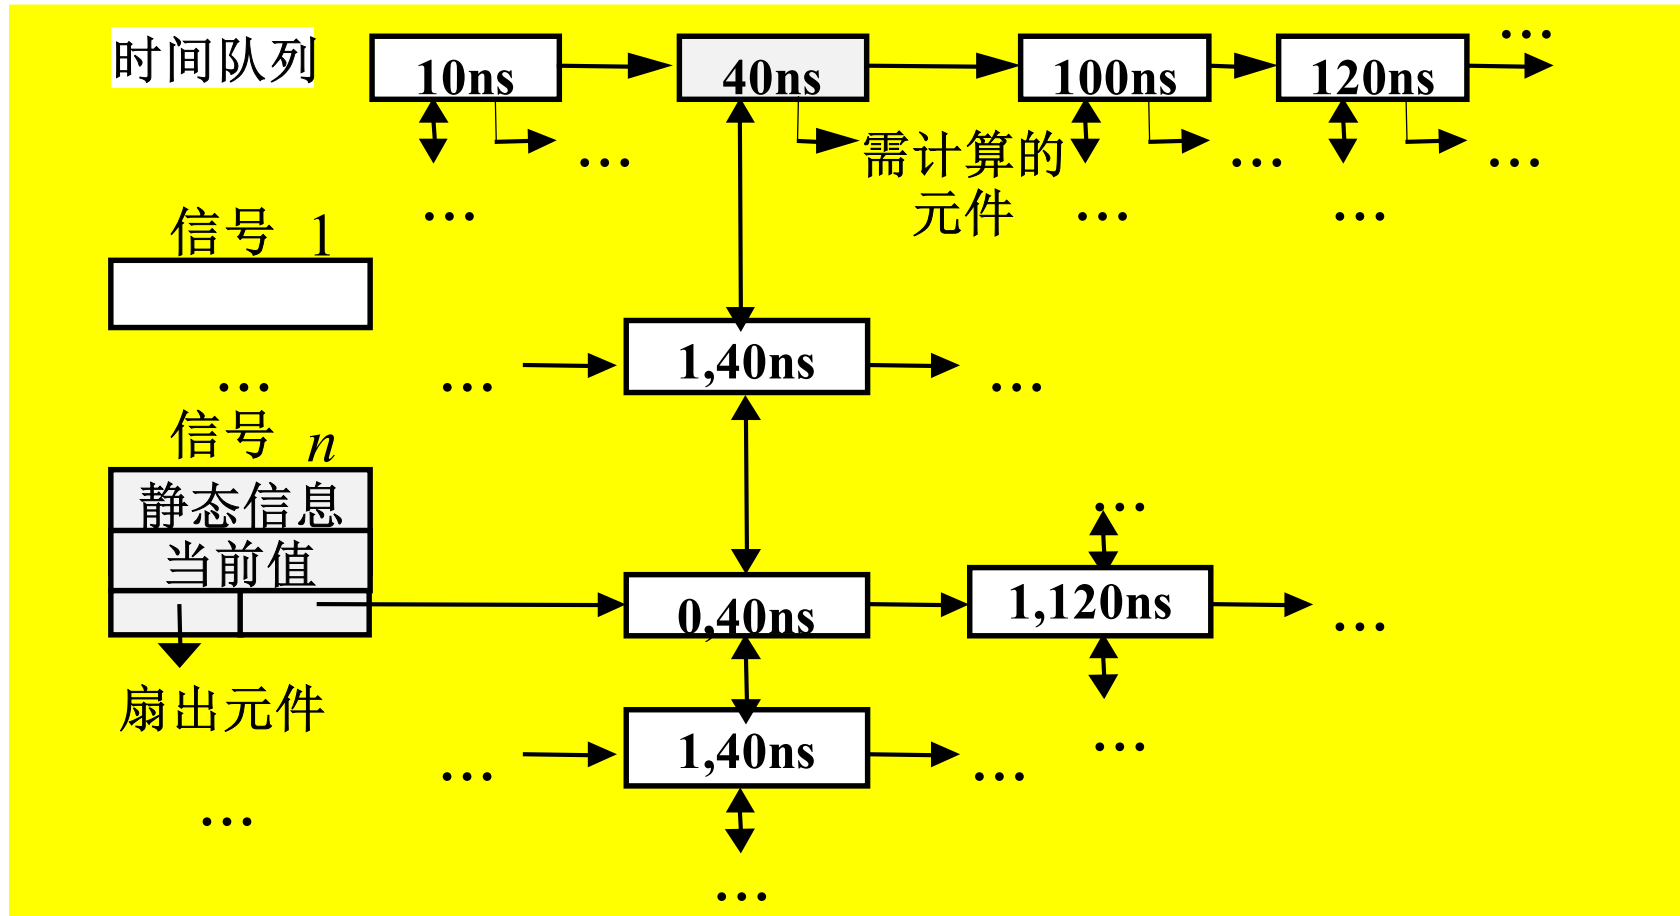 时间队列 10ns 40ns 100ns 120ns …
… 需计算的 … …
元件
… … …
信号 1
1,40ns
… … …
信号 n
静态信息
…
当前值
0,40ns 1,120ns …
扇出元件
1,40ns …
… …
…
…